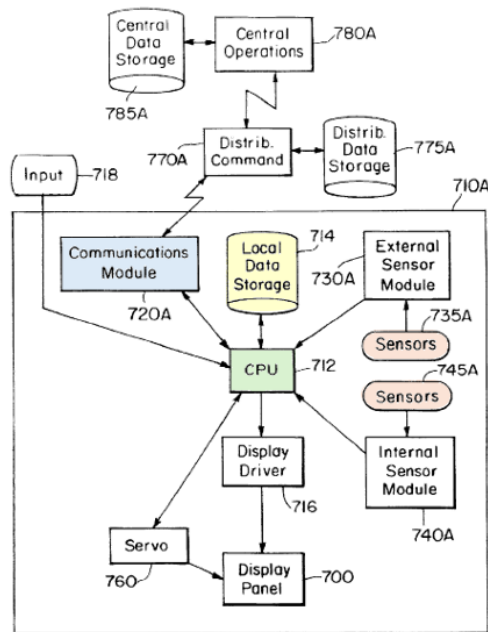 Central
Data
Storage
785A
Central
Operations
780A
770A
Distrib.
Command
Distrib.
Data
Storage
775A
Input
718
710A
Communications
Module
720A
Local
Data
Storage
714
730A
External
Sensor
Module
735A
Sensors
CPU
712
745A
Sensors
Display
Driver
716
Internal
Sensor
Module
740A
Servo
760
Display
Panel
700